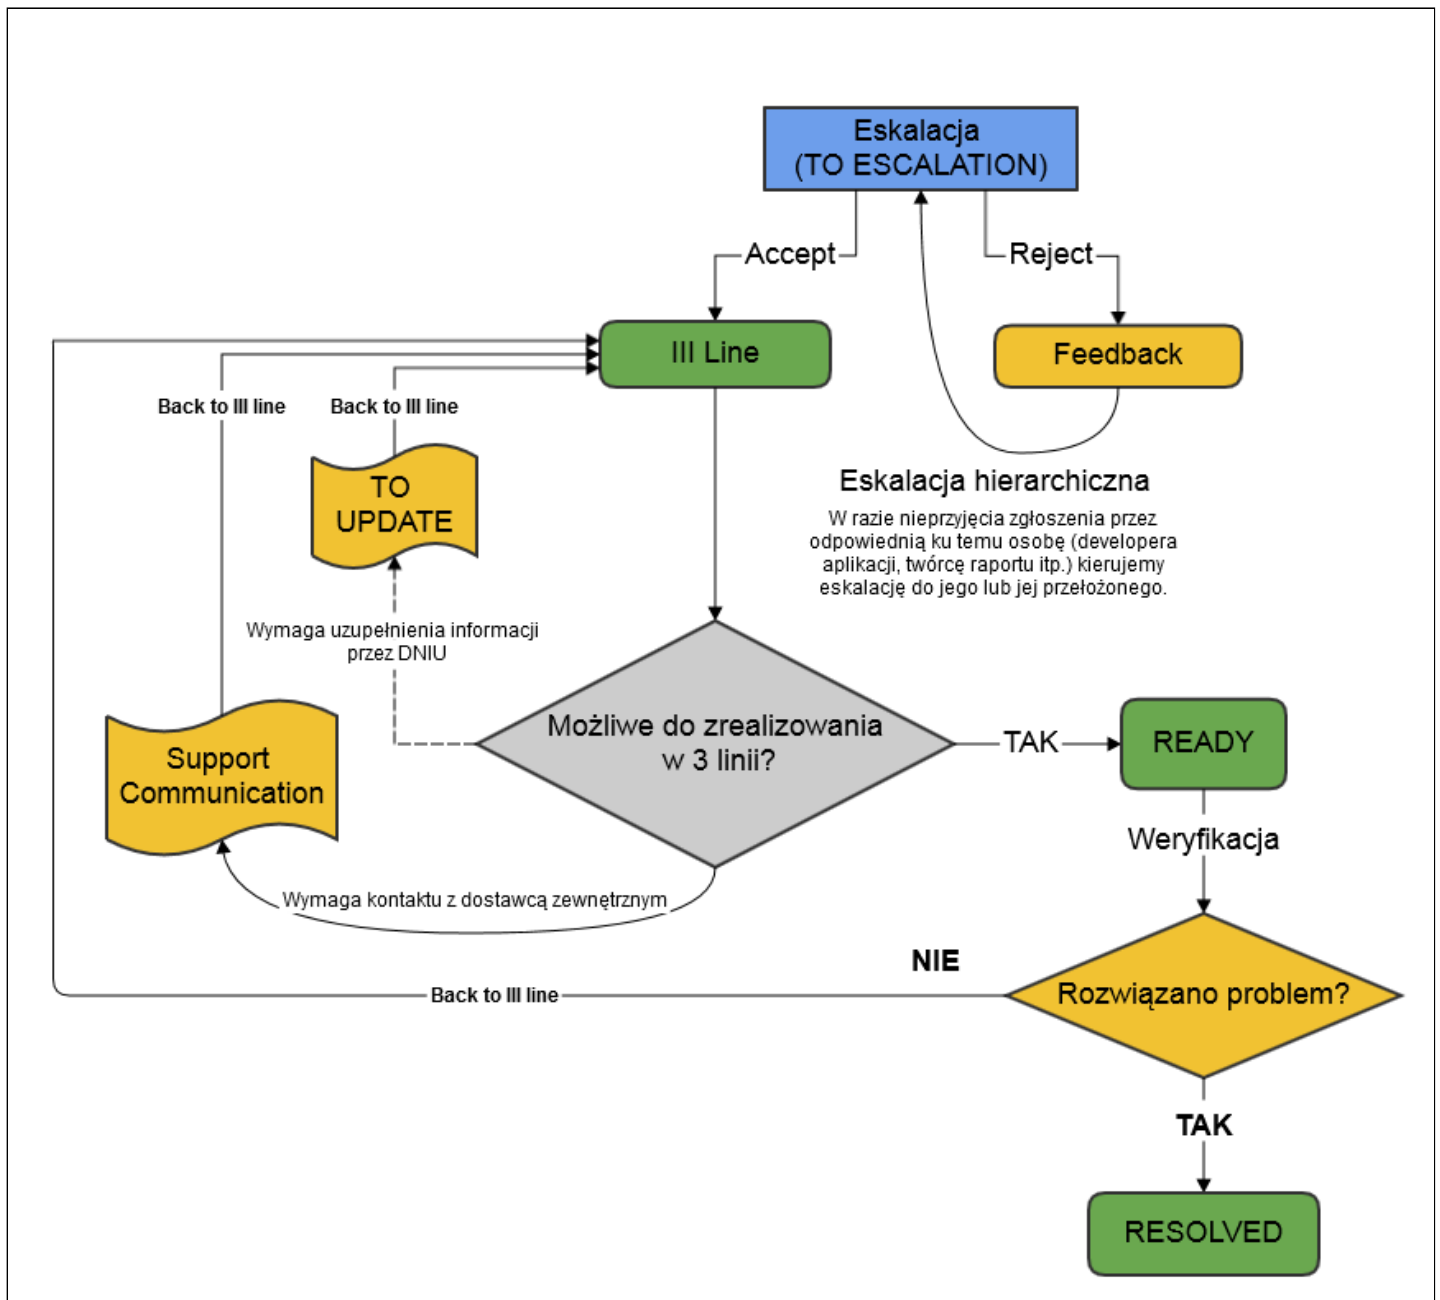 Eskalacja
(TO ESCALATION)
Accept
Reject
III Line
Feedback
Back to III line
Back to III line
TO
UPDATE
Eskalacja hierarchiczna
W razie nieprzyjęcia zgłoszenia przez
odpowiednią ku temu osobę (developera
aplikacji, twórcę raportu itp.) kierujemy
eskalację do jego lub jej przełożonego.
Wymaga uzupełnienia informacji
przez DNIU
Możliwe do zrealizowania
w 3 linii?
TAK
READY
Support
Communication
Weryfikacja
Wymaga kontaktu z dostawcą zewnętrznym
NIE
Back to III line
Rozwiązano problem?
TAK
RESOLVED